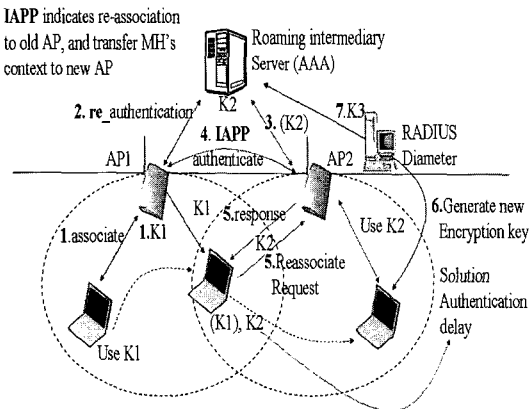 IAPP indicates re-association
to old AP, and transfer MH's
context to new AP
Roaming intermediary
Server (AAA)
2. re_authentication
K2
3. (K2)
7.K3
4. IAPP
authenticate
RADIUS
Diameter
AP1
AP2
K1
5.response
Use K2
6.Generate new
Encryption key
1.associate
1.K1
K2
5.Reassociate
Request
Solution
Authentication
delay
(K1), K2
Use K1